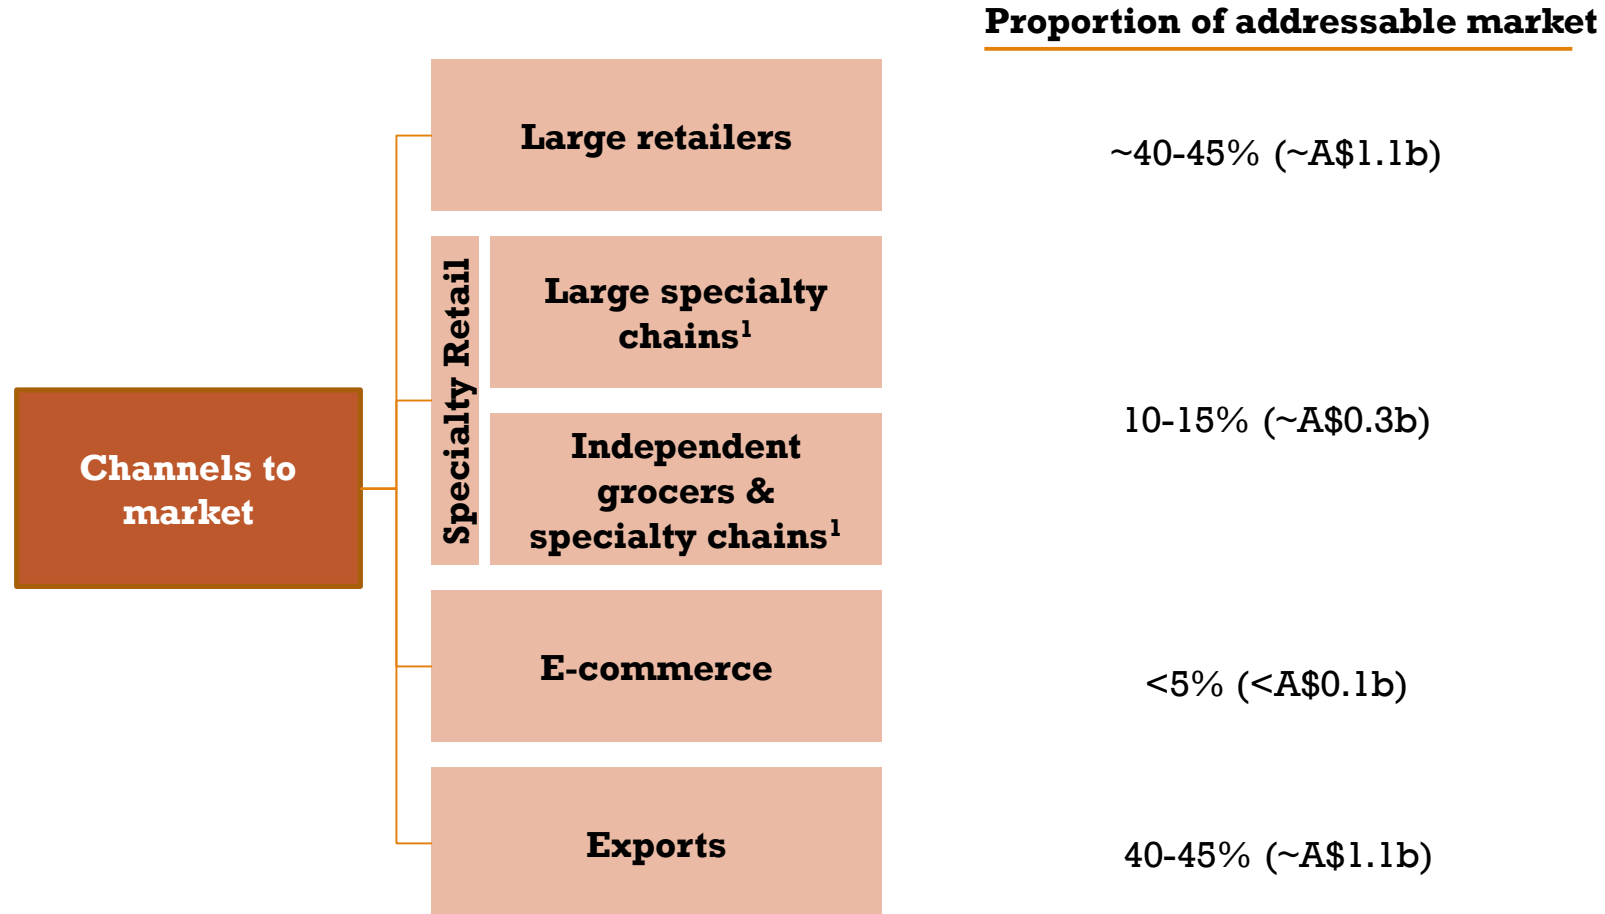 Proportion of addressable market
Large retailers
~40-45% (~A$1.1b)
Specialty Retail
Large specialty
chains¹
10-15% (~A$0.3b)
Independent
grocers &
specialty chains¹
Channels to
market
E-commerce
<5% (<A$0.1b)
Exports
40-45% (~A$1.1b)